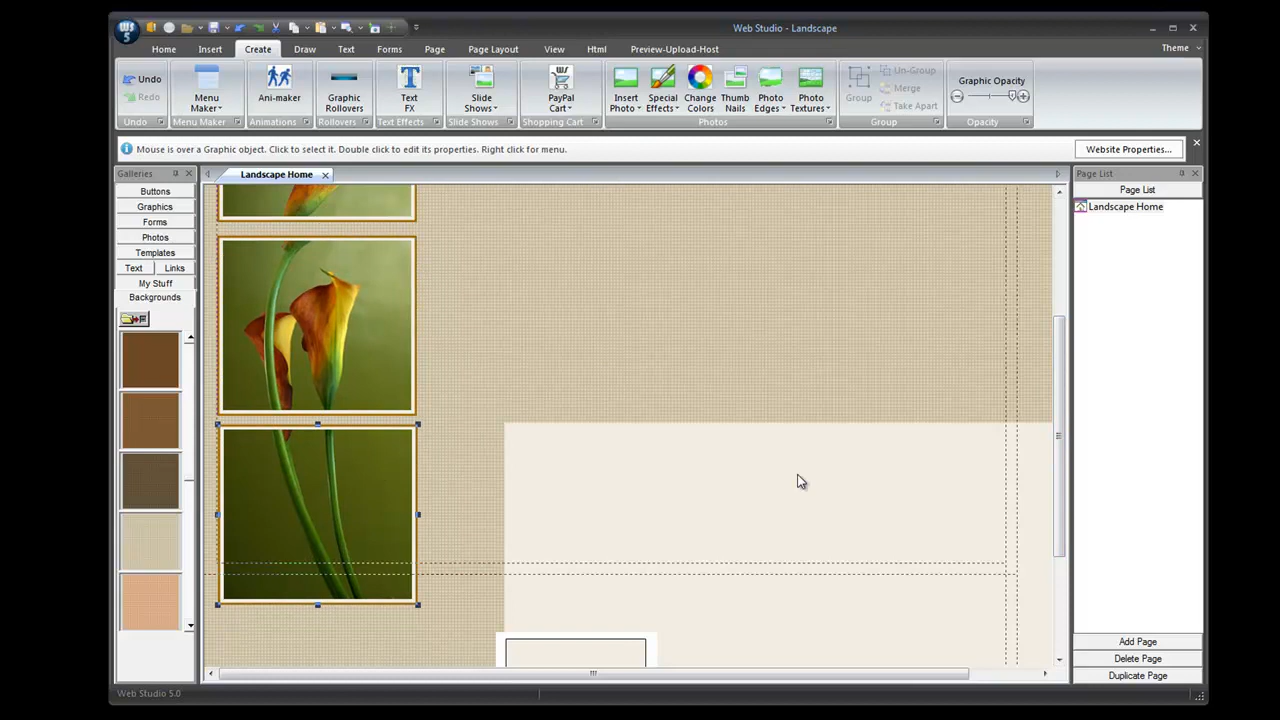 WS
5
Web Studio - Landscape
Home Insert Create Draw Text Forms Page Page Layout View Html Preview-Upload-Host Theme
Undo
Redo
Menu
Maker
Ani-maker
Graphic
Rollovers
Text
FX
Slide
Shows
PayPal
Cart
Insert
Photo
Special
Effects
Change
Colors
Thumb
Nails
Photo
Edges
Photo
Textures
Group
Un-Group
Merge
Take Apart
Graphic Opacity
Undo Menu Maker Animations Rollovers Text Effects Slide Shows Shopping Cart Photos Group Opacity
Mouse is over a Graphic object. Click to select it. Double click to edit its properties. Right click for menu.
Website Properties...
Galleries
Landscape Home
Page List
Buttons
Graphics
Forms
Photos
Templates
Text Links
My Stuff
Backgrounds
Page List
Landscape Home
Add Page
Delete Page
Duplicate Page
Web Studio 5.0